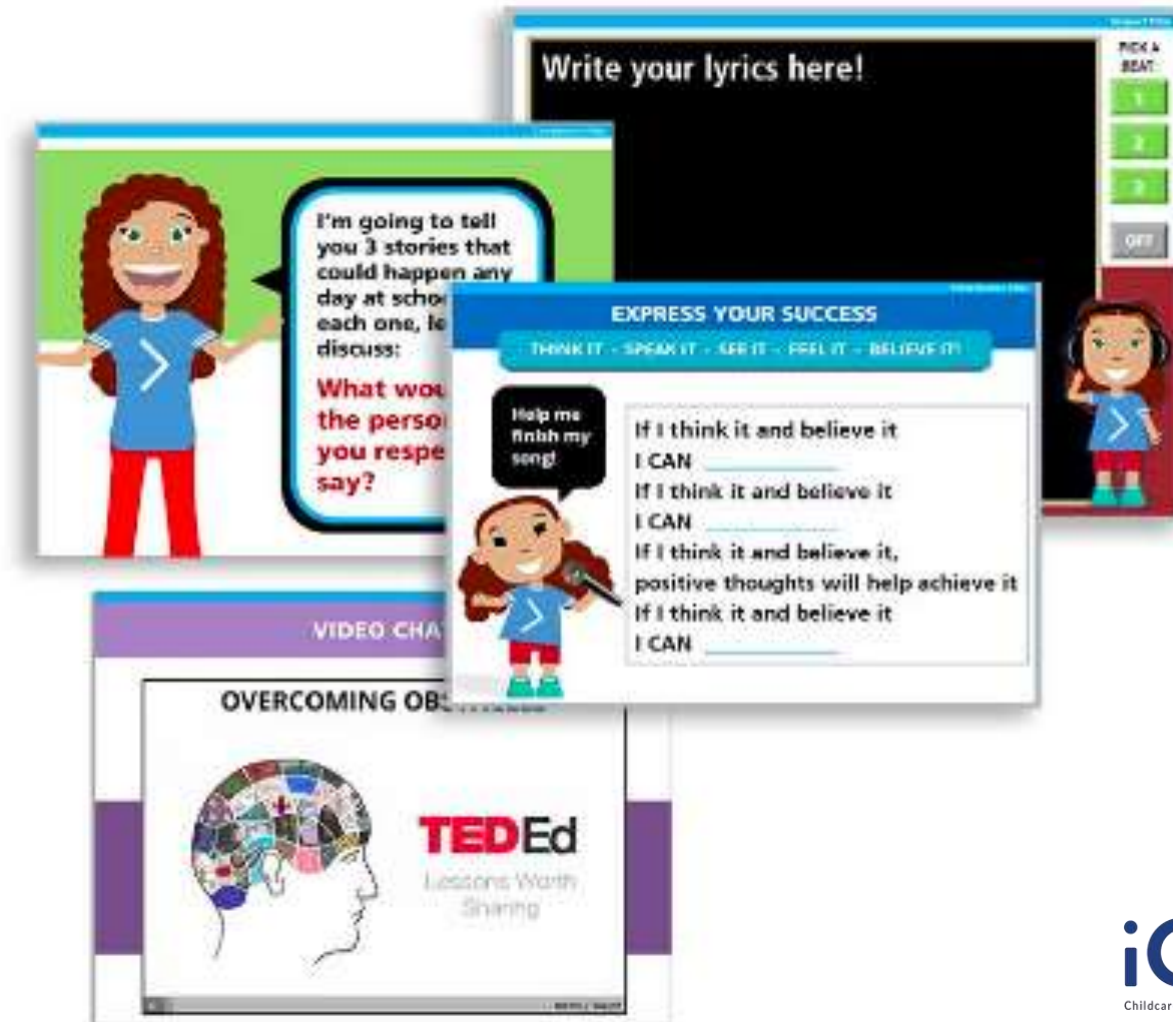 Write your lyrics here!
PICK A
BEAT:
1
2
3
OFF
I'm going to tell
you 3 stories that
could happen any
day at schoo
each one, le
discuss:
What wou
the perso
you respe
say?
EXPRESS YOUR SUCCESS
THINK IT - SPEAK IT - SEE IT - FEEL IT - BELIEVE IT!
Help me
finish my
song!
If I think it and believe it
I CAN
If I think it and believe it
I CAN
If I think it and believe it,
positive thoughts will help achieve it
If I think it and believe it
I CAN
VIDEO CHA
OVERCOMING
TEDEd
Lessons Worth
Sharing
Childcar